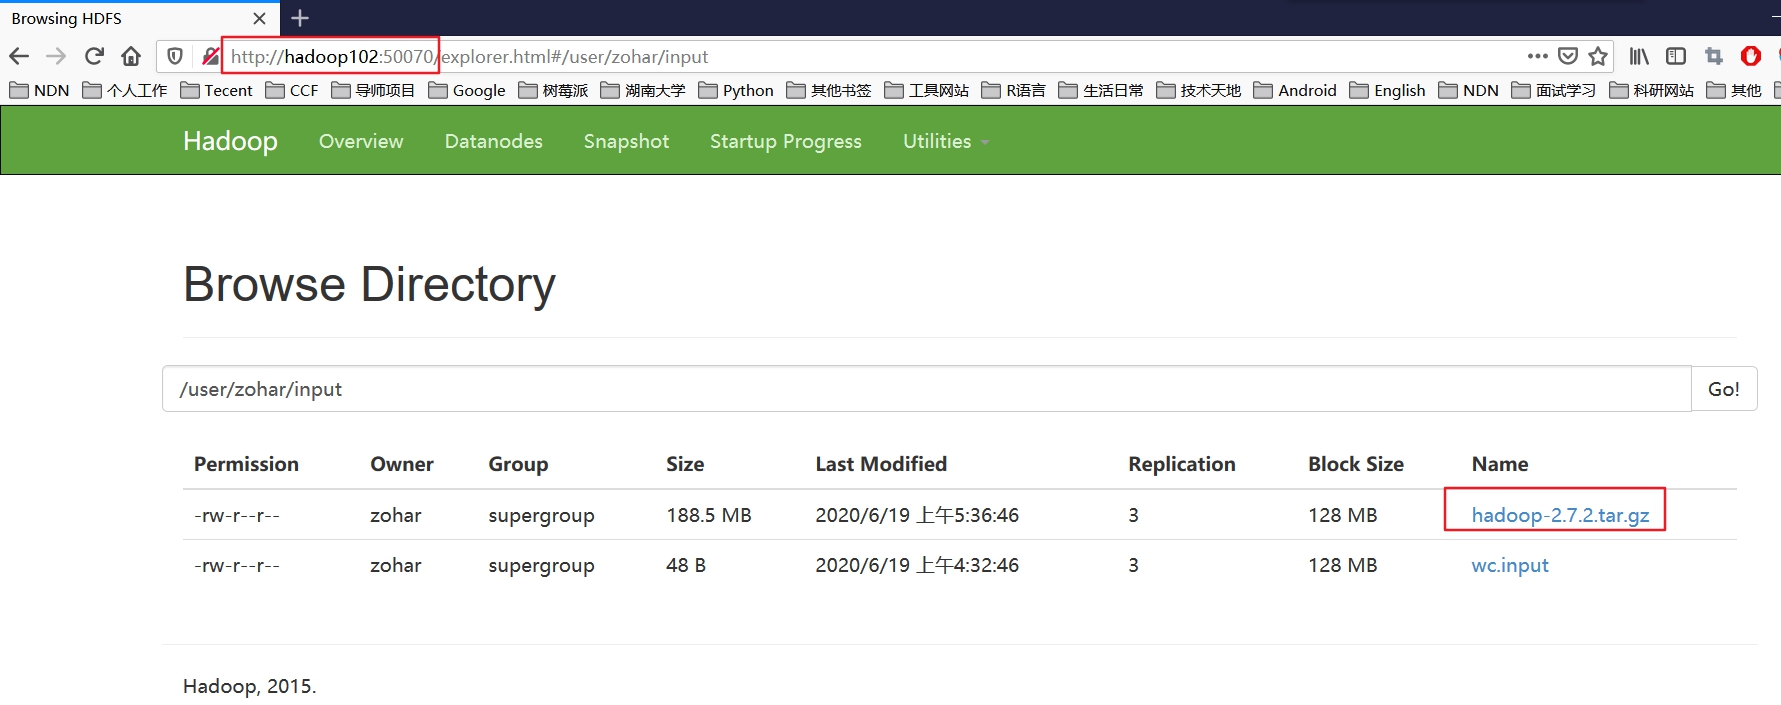 Browsing HDFS
http://hadoop102:50070/explorer.html#/user/zohar/input
NDN 个人工作 Tecent CCF 导师项目 Google 树莓派 湖南大学 Python 其他书签 工具网站 R语言 生活日常 技术天地 Android English NDN 面试学习 科研网站 其他
Hadoop Overview Datanodes Snapshot Startup Progress Utilities
Browse Directory
/user/zohar/input Go!
Permission Owner Group Size Last Modified Replication Block Size Name
-rw-r--r-- zohar supergroup 188.5 MB 2020/6/19 上午5:36:46 3 128 MB hadoop-2.7.2.tar.gz
-rw-r--r-- zohar supergroup 48 B 2020/6/19 上午4:32:46 3 128 MB wc.input
Hadoop, 2015.